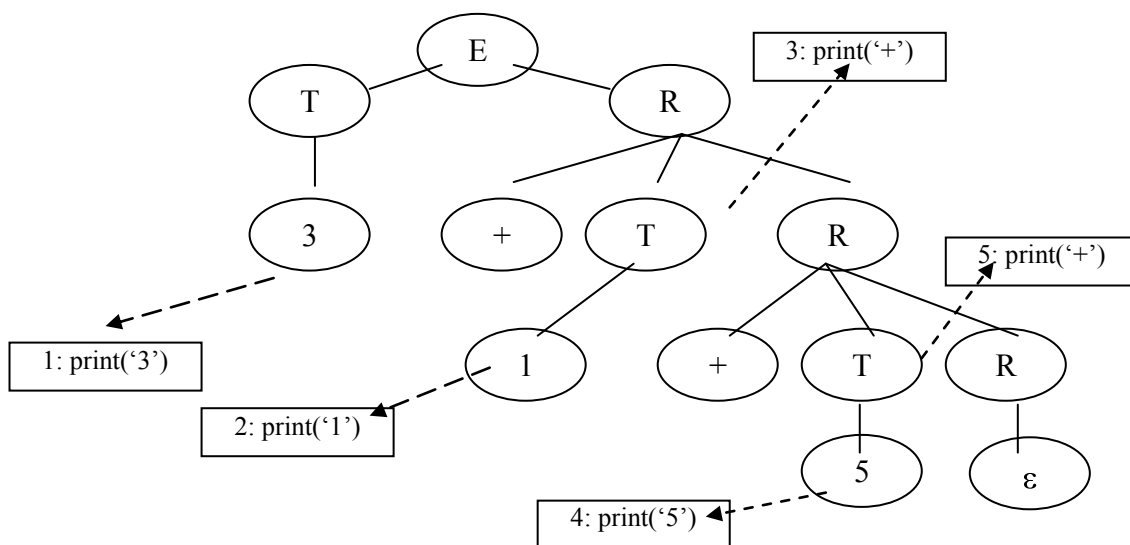 E
3: print(‘+’)
T
R
3
+
T
R
5: print(‘+’)
1: print(‘3’)
1
+
T
R
2: print(‘1’)
5
ε
4: print(‘5’)